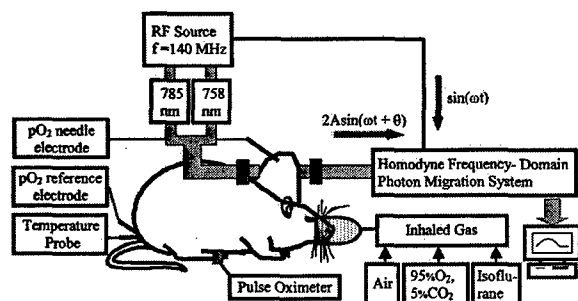 RF Source
f =140 MHz
785
nm
758
nm
sin(ωt)
2Asin(ωt + θ)
pO₂ needle
electrode
Homodyne Frequency- Domain
Photon Migration System
pO₂ reference
electrode
Temperature
Probe
Inhaled Gas
Pulse Oximeter
Air
95%O₂,
5%CO₂
Isoflu-
rane